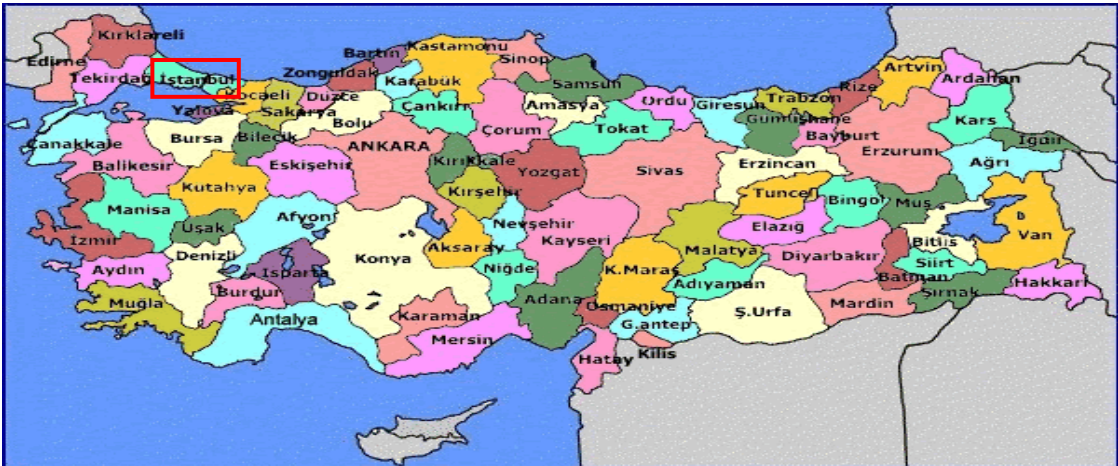 Kırklareli
Edirne
Tekirdağ
İstanbul
Kocaeli
Yalova
Sakarya
Düzce
Zonguldak
Bartın
Kastamonu
Sinop
Karabük
Samsun
Bolu
Çankırı
Amasya
Ordu
Giresun
Trabzon
Rize
Artvin
Ardahan
Gümüşhane
Bayburt
Kars
Iğdır
Çanakkale
Bursa
Bilecik
Balikesir
Eskişehir
ANKARA
Kırıkkale
Çorum
Tokat
Yozgat
Sivas
Erzincan
Erzurum
Ağrı
Kutahya
Manisa
Uşak
Afyon
Kırşehir
Nevşehir
Kayseri
Tunceli
Bingöl
Muş
Elazığ
Malatya
Bitlis
Van
İzmir
Denizli
Isparta
Konya
Aksaray
Niğde
K.Maraş
Diyarbakır
Siirt
Batman
Şırnak
Hakkari
Aydın
Burdur
Adıyaman
Muğla
Antalya
Karaman
Adana
Osmaniye
Ş.Urfa
Mardin
Mersin
G.antep
Hatay
Kilis